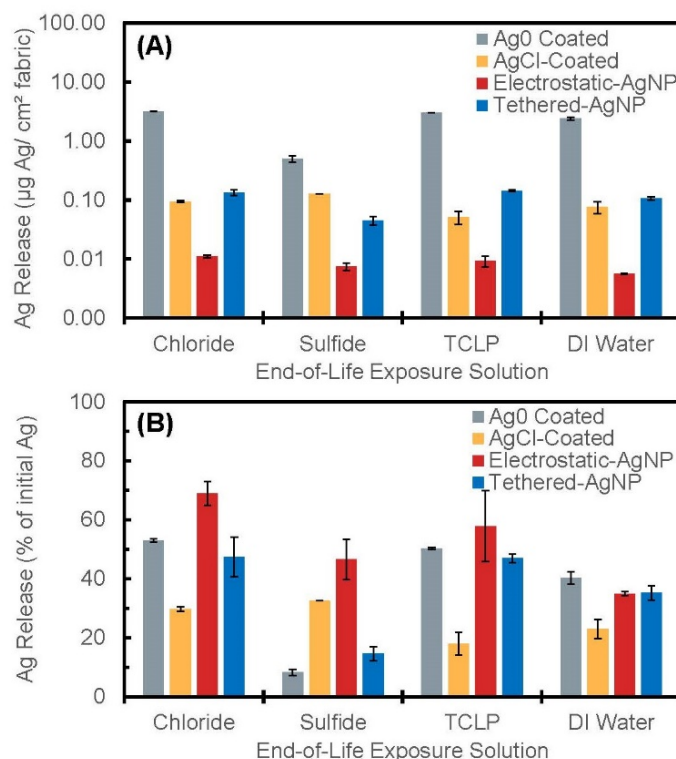 (A)
Ag0 Coated
AgCl-Coated
Electrostatic-AgNP
Tethered-AgNP
Ag Release (µg Ag/ cm² fabric)
100.00
10.00
1.00
0.10
0.01
0.00
Chloride Sulfide TCLP DI Water
End-of-Life Exposure Solution
(B)
Ag0 Coated
AgCl-Coated
Electrostatic-AgNP
Tethered-AgNP
Ag Release (% of initial Ag)
100
80
60
40
20
0
Chloride Sulfide TCLP DI Water
End-of-Life Exposure Solution